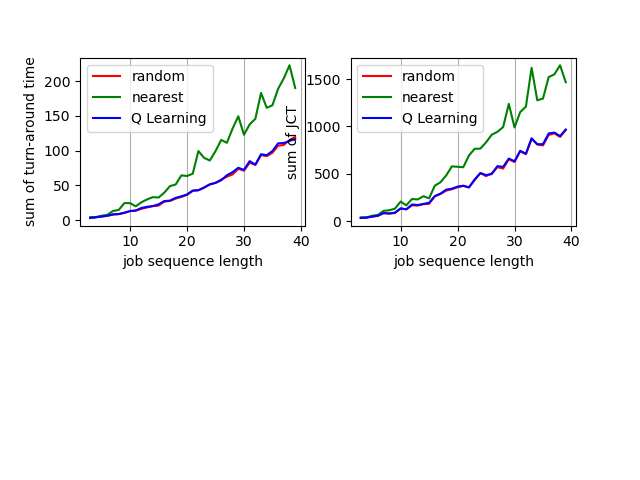 sum of turn-around time
200
150
100
50
0
random
nearest
Q Learning
10
20
30
40
job sequence length
sum of JCT
1500
1000
500
0
random
nearest
Q Learning
10
20
30
40
job sequence length